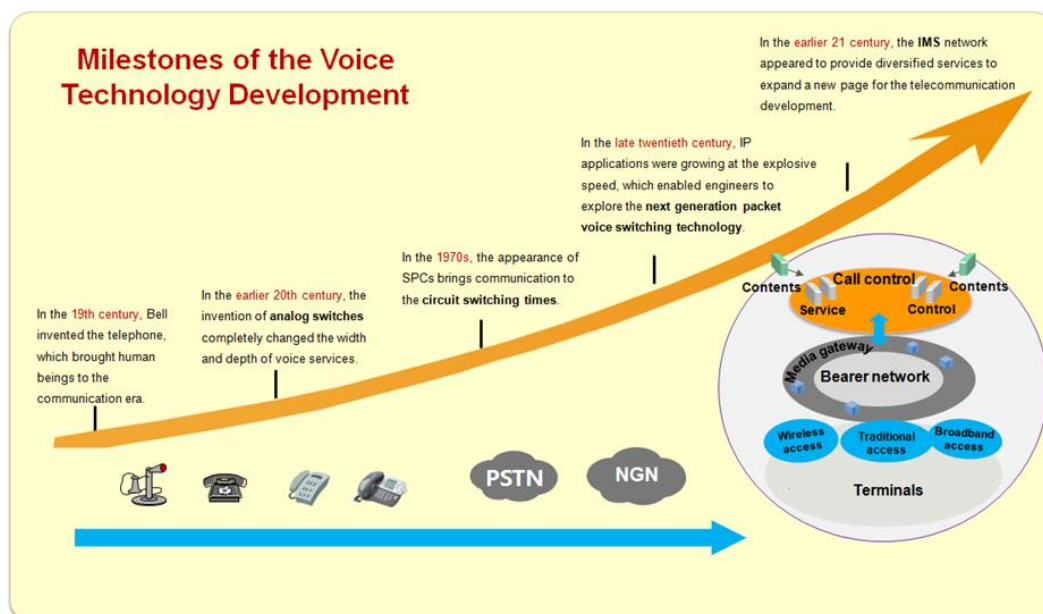 Milestones of the Voice
Technology Development
In the earlier 21 century, the IMS network
appeared to provide diversified services to
expand a new page for the telecommunication
development.
In the late twentieth century, IP
applications were growing at the explosive
speed, which enabled engineers to
explore the next generation packet
voice switching technology.
In the 1970s, the appearance of
SPCs brings communication to
the circuit switching times.
In the earlier 20th century, the
invention of analog switches
completely changed the width
and depth of voice services.
In the 19th century, Bell
invented the telephone,
which brought human
beings to the
communication era.
PSTN
NGN
Contents
Call control
Contents
Service
Control
Media gateway
Bearer network
Wireless
access
Traditional
access
Broadband
access
Terminals